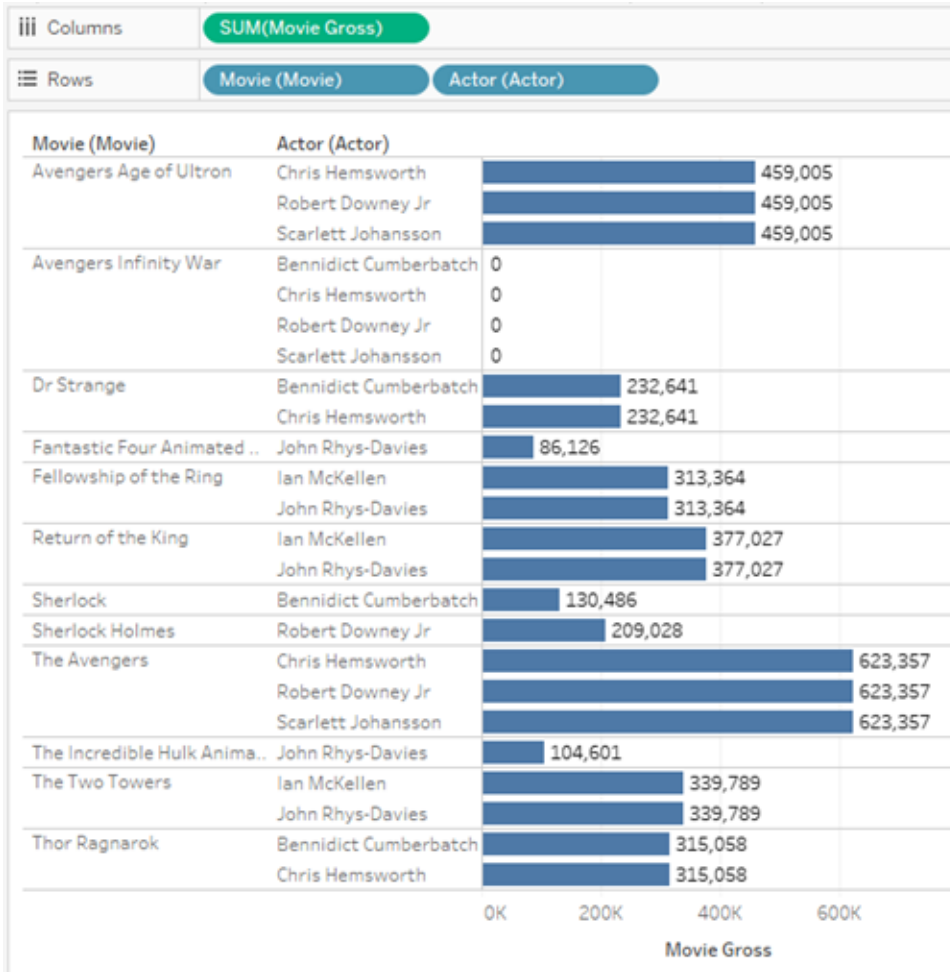 Columns SUM(Movie Gross)
Rows Movie (Movie) Actor (Actor)
Movie (Movie) Actor (Actor)
Avengers Age of Ultron Chris Hemsworth 459,005
Robert Downey Jr 459,005
Scarlett Johansson 459,005
Avengers Infinity War Bennidict Cumberbatch 0
Chris Hemsworth 0
Robert Downey Jr 0
Scarlett Johansson 0
Dr Strange Bennidict Cumberbatch 232,641
Chris Hemsworth 232,641
Fantastic Four Animated .. John Rhys-Davies 86,126
Fellowship of the Ring Ian McKellen 313,364
John Rhys-Davies 313,364
Return of the King Ian McKellen 377,027
John Rhys-Davies 377,027
Sherlock Bennidict Cumberbatch 130,486
Sherlock Holmes Robert Downey Jr 209,028
The Avengers Chris Hemsworth 623,357
Robert Downey Jr 623,357
Scarlett Johansson 623,357
The Incredible Hulk Anima.. John Rhys-Davies 104,601
The Two Towers Ian McKellen 339,789
John Rhys-Davies 339,789
Thor Ragnarok Bennidict Cumberbatch 315,058
Chris Hemsworth 315,058
0K 200K 400K 600K
Movie Gross